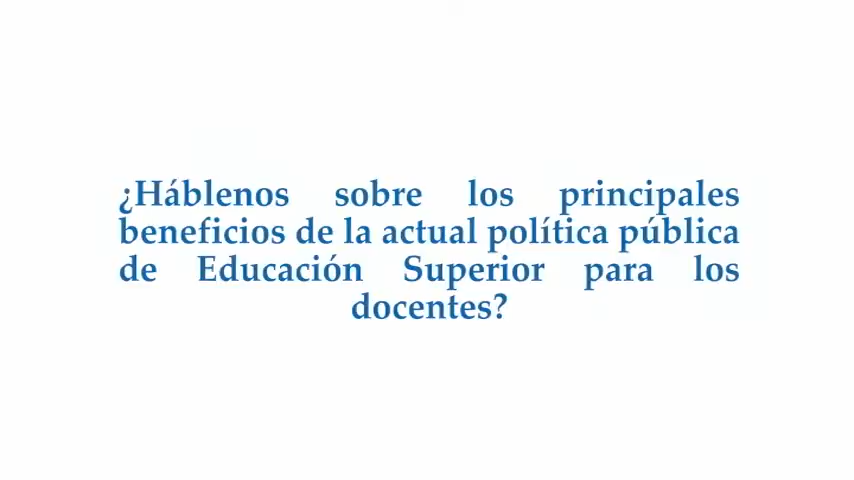 ¿Háblenos sobre los principales
beneficios de la actual política pública
de Educación Superior para los
docentes?